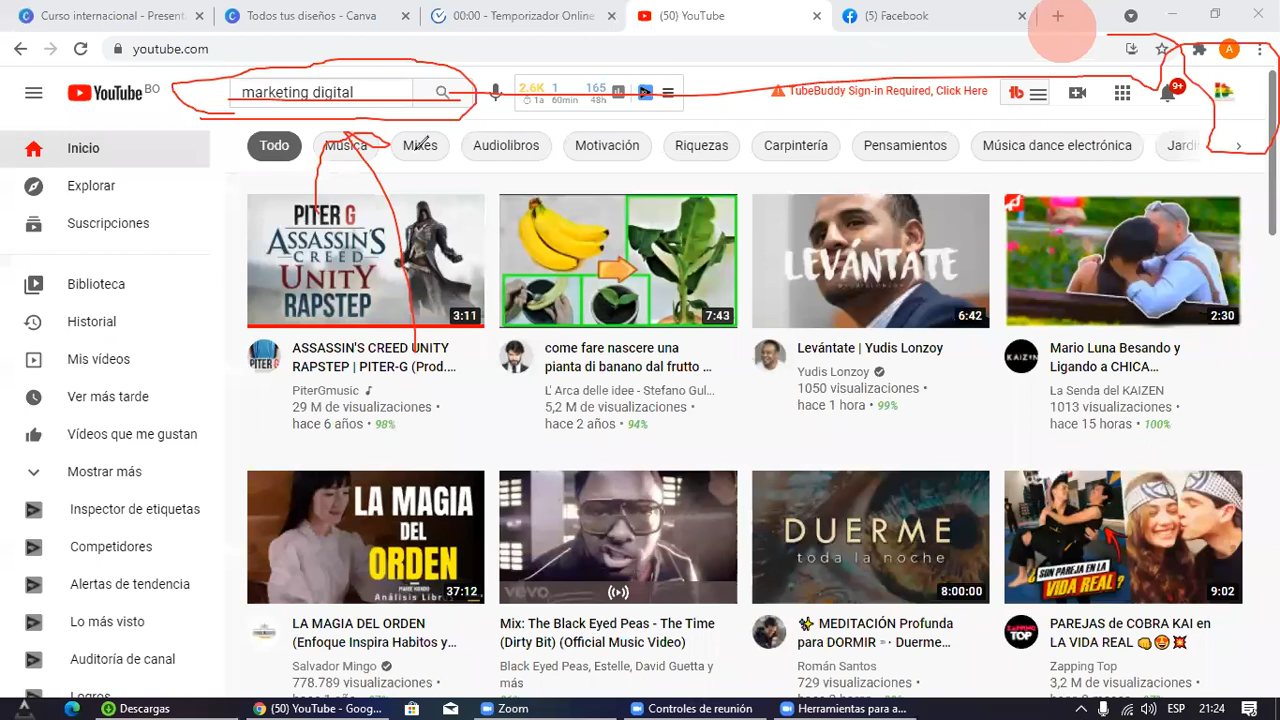 Curso internacional - Present
Todos tus diseños - Canva
00:00 - Temporizador Online
(50) YouTube
(5) Facebook
youtube.com
A
YouTube BO
marketing digital
2.6K 1 165
1a 60min 48h
TubeBuddy Sign-in Required, Click Here
tb
9+
Inicio
Explorar
Suscripciones
Biblioteca
Historial
Mis vídeos
Ver más tarde
Vídeos que me gustan
Mostrar más
Inspector de etiquetas
Competidores
Alertas de tendencia
Lo más visto
Auditoría de canal
Logros
Todo
Música
Mixes
Audiolibros
Motivación
Riquezas
Carpintería
Pensamientos
Música dance electrónica
Jardi
PITER G
ASSASSIN'S
CREED
UNITY
RAPSTEP
3:11
ASSASSIN'S CREED UNITY
RAPSTEP | PITER-G (Prod....
PiterGmusic
29 M de visualizaciones •
hace 6 años • 98%
7:43
come fare nascere una
pianta di banano dal frutto ...
L' Arca delle idee - Stefano Gul...
5,2 M de visualizaciones •
hace 2 años • 94%
LEVÁNTATE
6:42
Levántate | Yudis Lonzoy
Yudis Lonzoy
1050 visualizaciones •
hace 1 hora • 99%
2:30
KAIZEN
Mario Luna Besando y
Ligando a CHICA...
La Senda del KAIZEN
1013 visualizaciones •
hace 15 horas • 100%
LA MAGIA
DEL
ORDEN
Análisis Libro
37:12
LA MAGIA DEL ORDEN
(Enfoque Inspira Habitos y...
Salvador Mingo
778.789 visualizaciones •
vevo
Mix: The Black Eyed Peas - The Time
(Dirty Bit) (Official Music Video)
Black Eyed Peas, Estelle, David Guetta y
más
DUERME
toda la noche
8:00:00
MEDITACIÓN Profunda
para DORMIR • Duerme...
Román Santos
729 visualizaciones •
¿SON PAREJA EN LA
VIDA REAL?
9:02
ZAPPING
TOP
PAREJAS de COBRA KAI en
LA VIDA REAL
Zapping Top
3,2 M de visualizaciones •
Descargas
(50) YouTube - Goog...
Zoom
Controles de reunión
Herramientas para a...
ESP
21:24